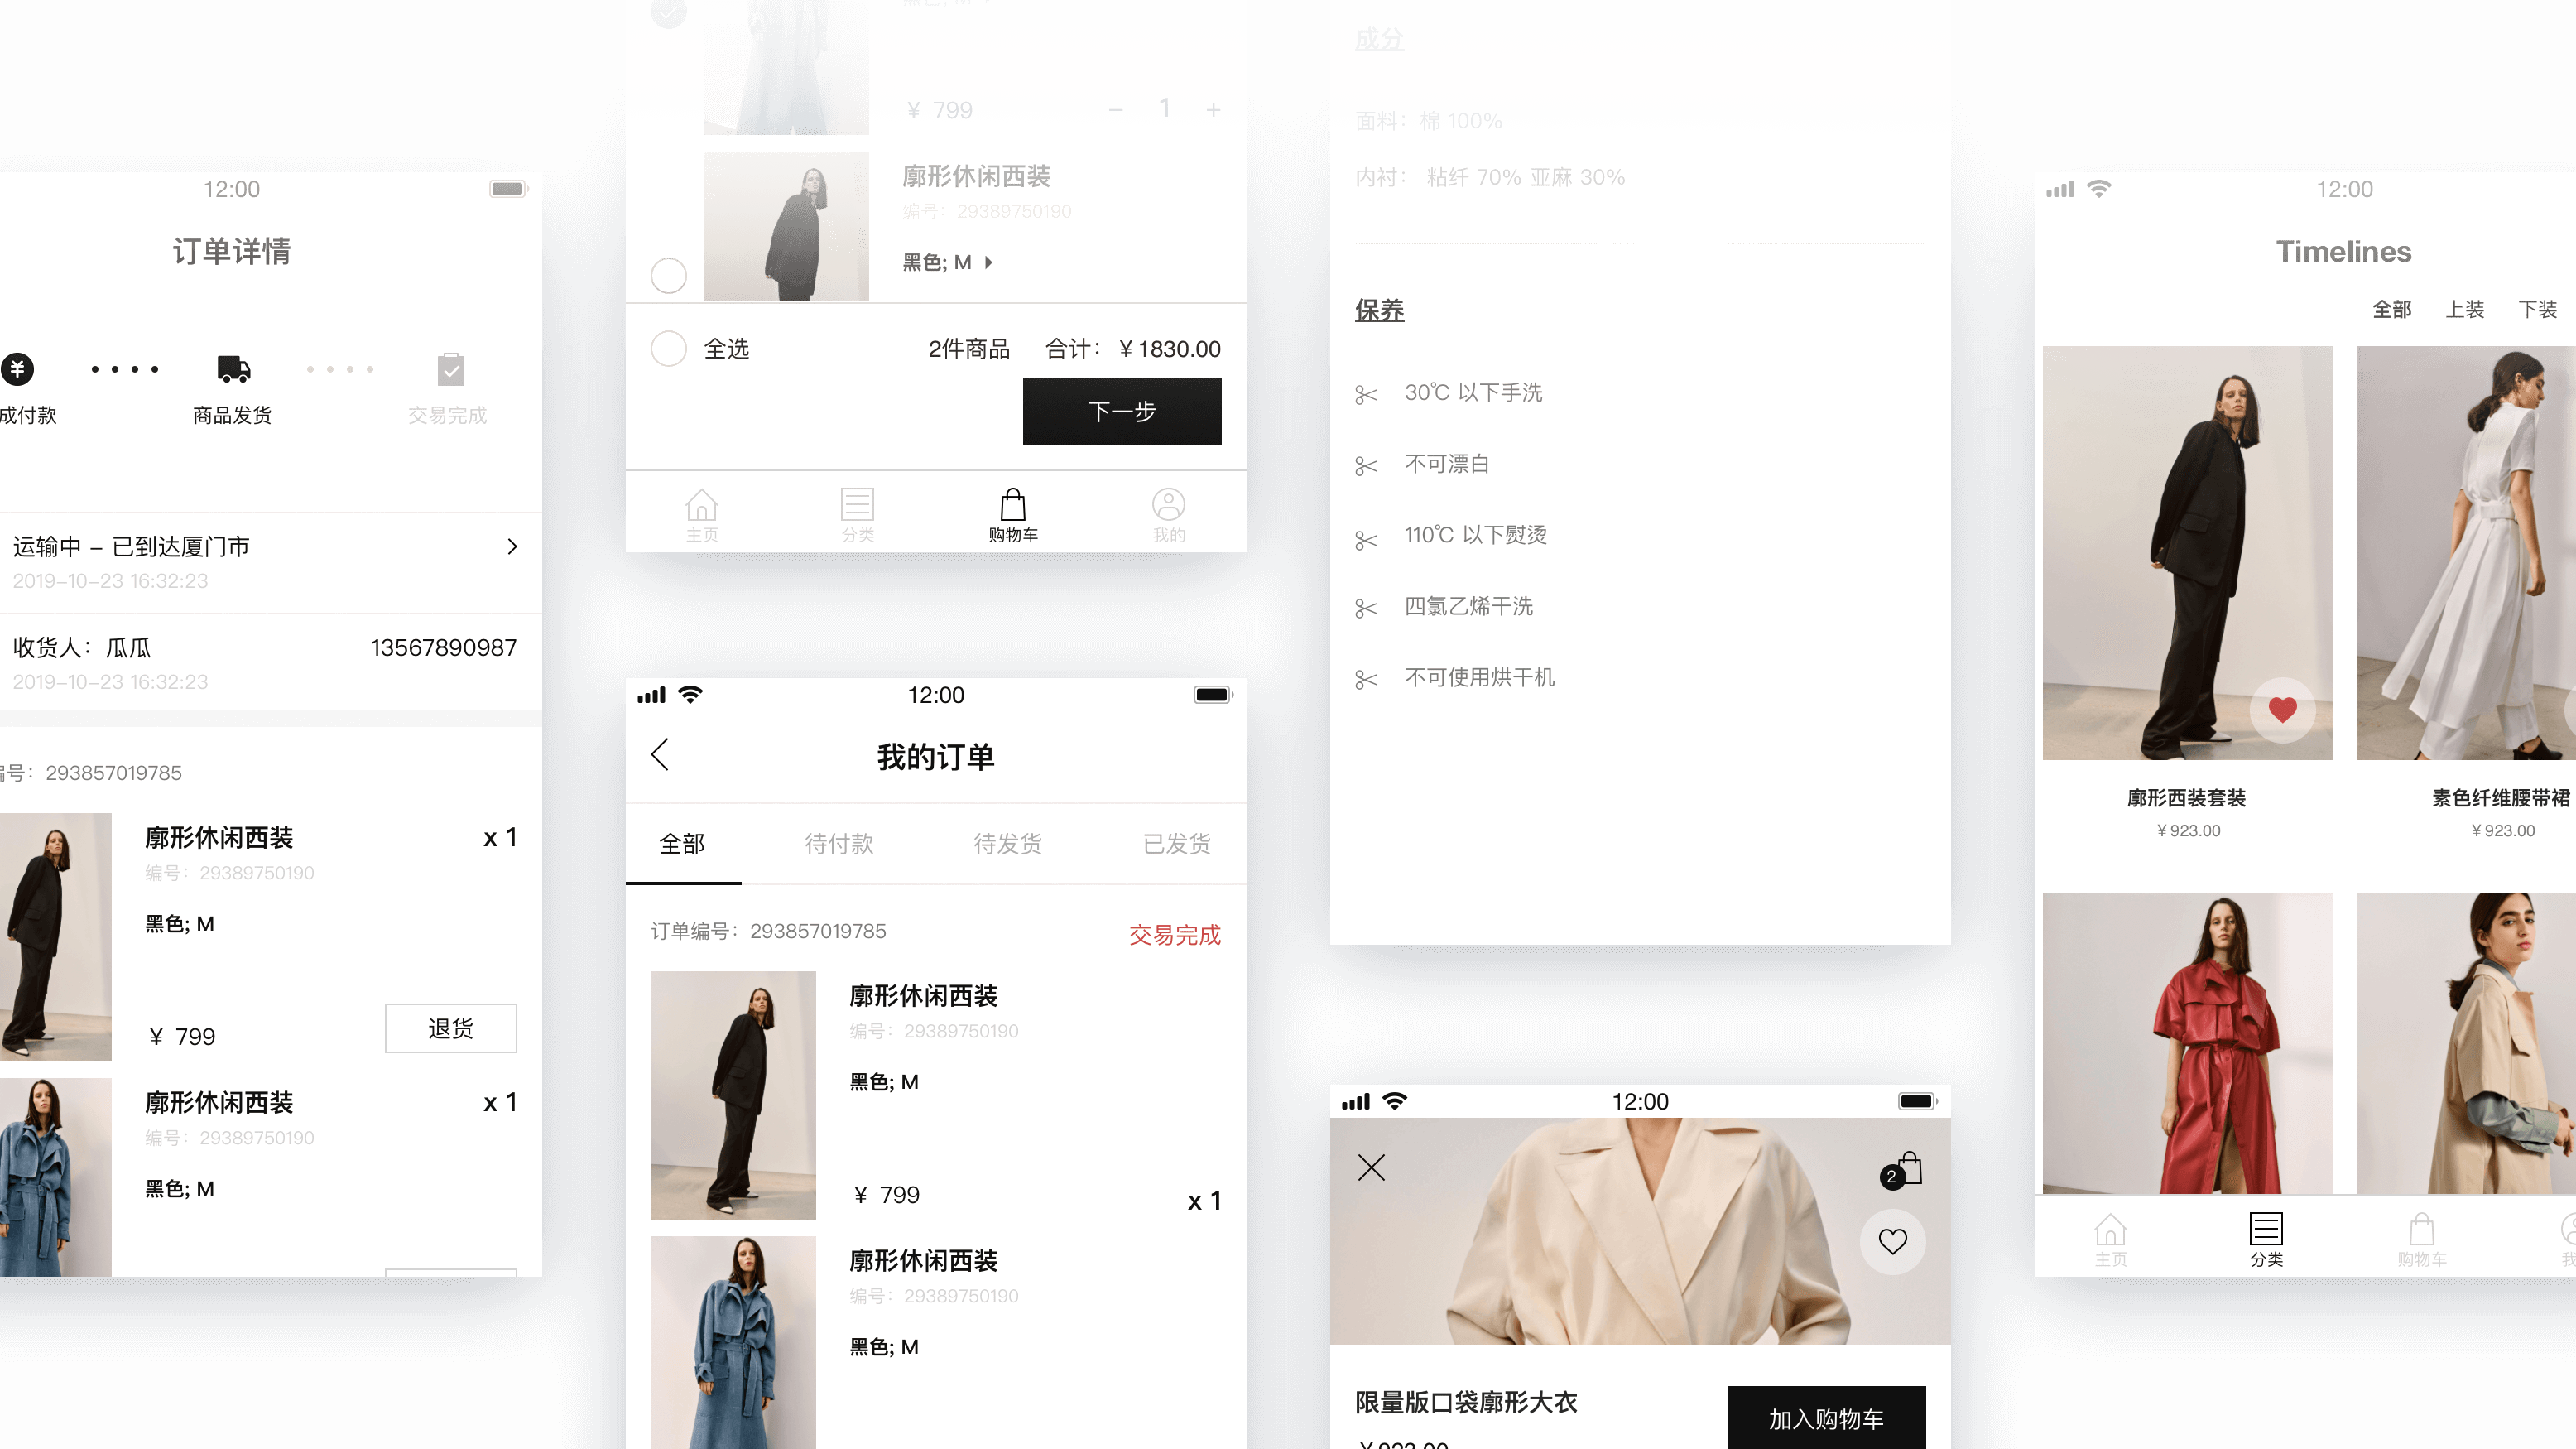 12:00
订单详情
成付款
商品发货
交易完成
运输中 – 已到达厦门市
2019-10-23 16:32:23
收货人：瓜瓜
13567890987
2019-10-23 16:32:23
编号：293857019785
廓形休闲西装
x 1
编号：29389750190
黑色; M
¥ 799
退货
廓形休闲西装
x 1
编号：29389750190
黑色; M
¥ 799
− 1 +
廓形休闲西装
编号：29389750190
黑色; M
全选
2件商品
合计：¥ 1830.00
下一步
主页
分类
购物车
我的
12:00
我的订单
全部
待付款
待发货
已发货
订单编号：293857019785
交易完成
廓形休闲西装
编号：29389750190
黑色; M
¥ 799
x 1
廓形休闲西装
编号：29389750190
黑色; M
成分
面料：棉 100%
内衬： 粘纤 70% 亚麻 30%
保养
30℃ 以下手洗
不可漂白
110℃ 以下熨烫
四氯乙烯干洗
不可使用烘干机
12:00
2
限量版口袋廓形大衣
加入购物车
¥ 923.00
12:00
Timelines
全部
上装
下装
廓形西装套装
¥ 923.00
素色纤维腰带裙
¥ 923.00
主页
分类
购物车
我